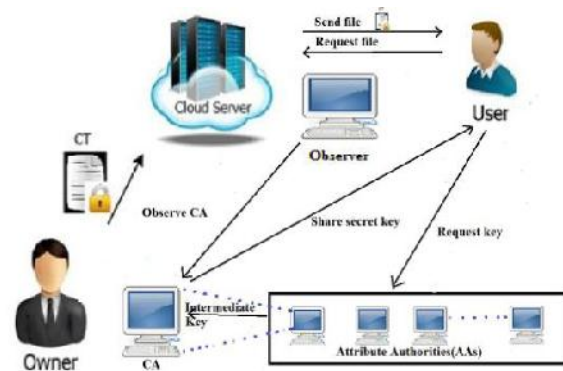 Send file
Request file
Cloud Server
User
CT
Observer
Observe CA
Share secret key
Request key
Intermediate
Key
Owner
CA
Attribute Authorities(AAs)